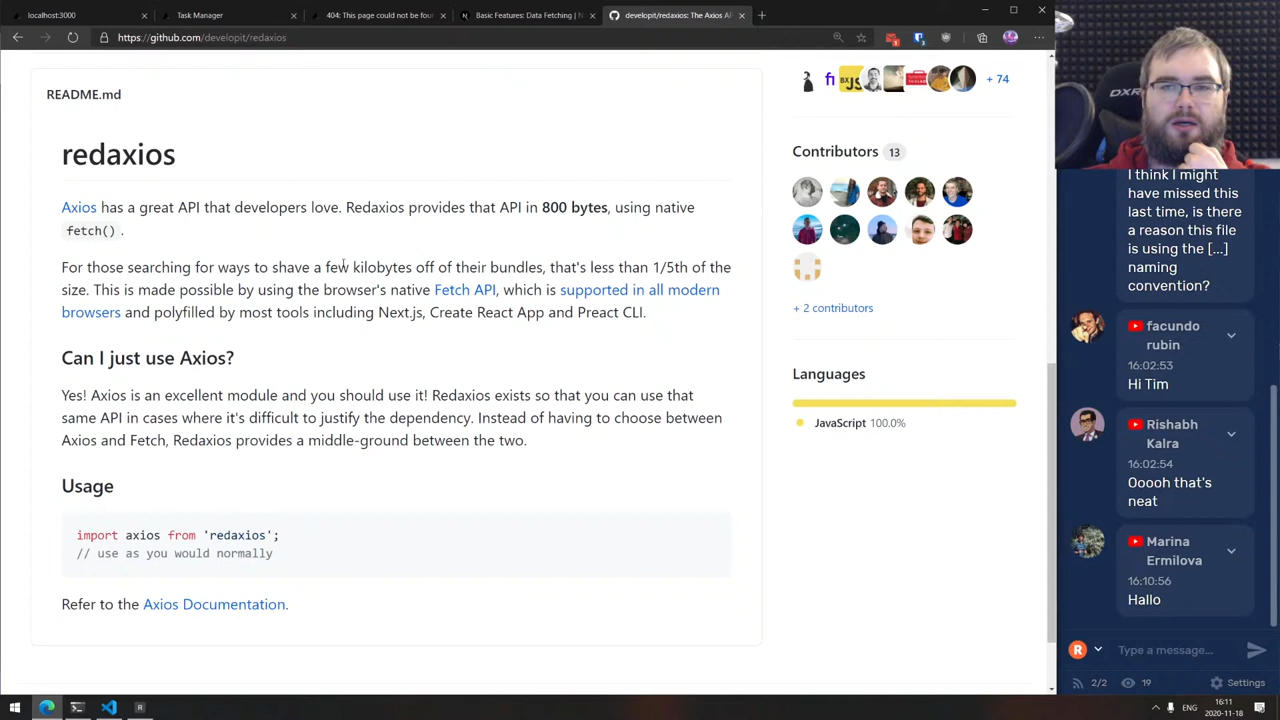 localhost:3000
Task Manager
404: This page could not be fou
Basic Features: Data Fetching | N
developit/redaxios: The Axios A
https://github.com/developit/redaxios
README.md
redaxios
Axios has a great API that developers love. Redaxios provides that API in 800 bytes, using native
fetch() .
For those searching for ways to shave a few kilobytes off of their bundles, that's less than 1/5th of the
size. This is made possible by using the browser's native Fetch API, which is supported in all modern
browsers and polyfilled by most tools including Next.js, Create React App and Preact CLI.
Can I just use Axios?
Yes! Axios is an excellent module and you should use it! Redaxios exists so that you can use that
same API in cases where it's difficult to justify the dependency. Instead of having to choose between
Axios and Fetch, Redaxios provides a middle-ground between the two.
Usage
import axios from 'redaxios';
// use as you would normally
Refer to the Axios Documentation.
+ 74
Contributors 13
+ 2 contributors
Languages
JavaScript 100.0%
DXR
I think I might
have missed this
last time, is there
a reason this file
is using the [...]
naming
convention?
facundo
rubin
16:02:53
Hi Tim
Rishabh
Kalra
16:02:54
Ooooh that's
neat
Marina
Ermilova
16:10:56
Hallo
R
Type a message...
2/2
19
Settings
ENG
16:11
2020-11-18